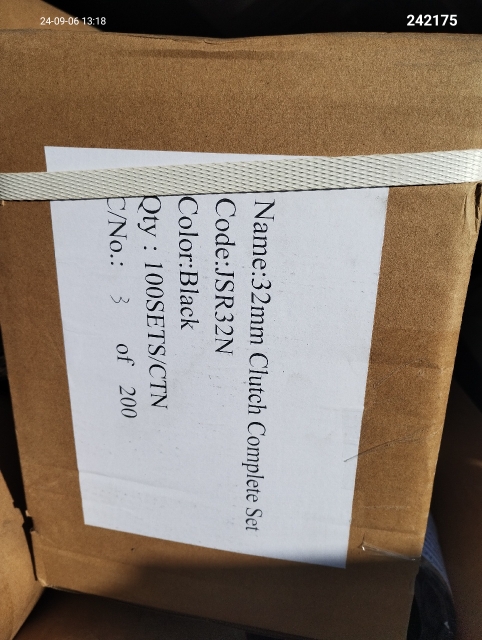 24-09-06 13:18
242175
Name:32mm Clutch Complete Set
Code:JSR32N
Color:Black
Qty : 100SETS/CTN
C/No.: 3 of 200